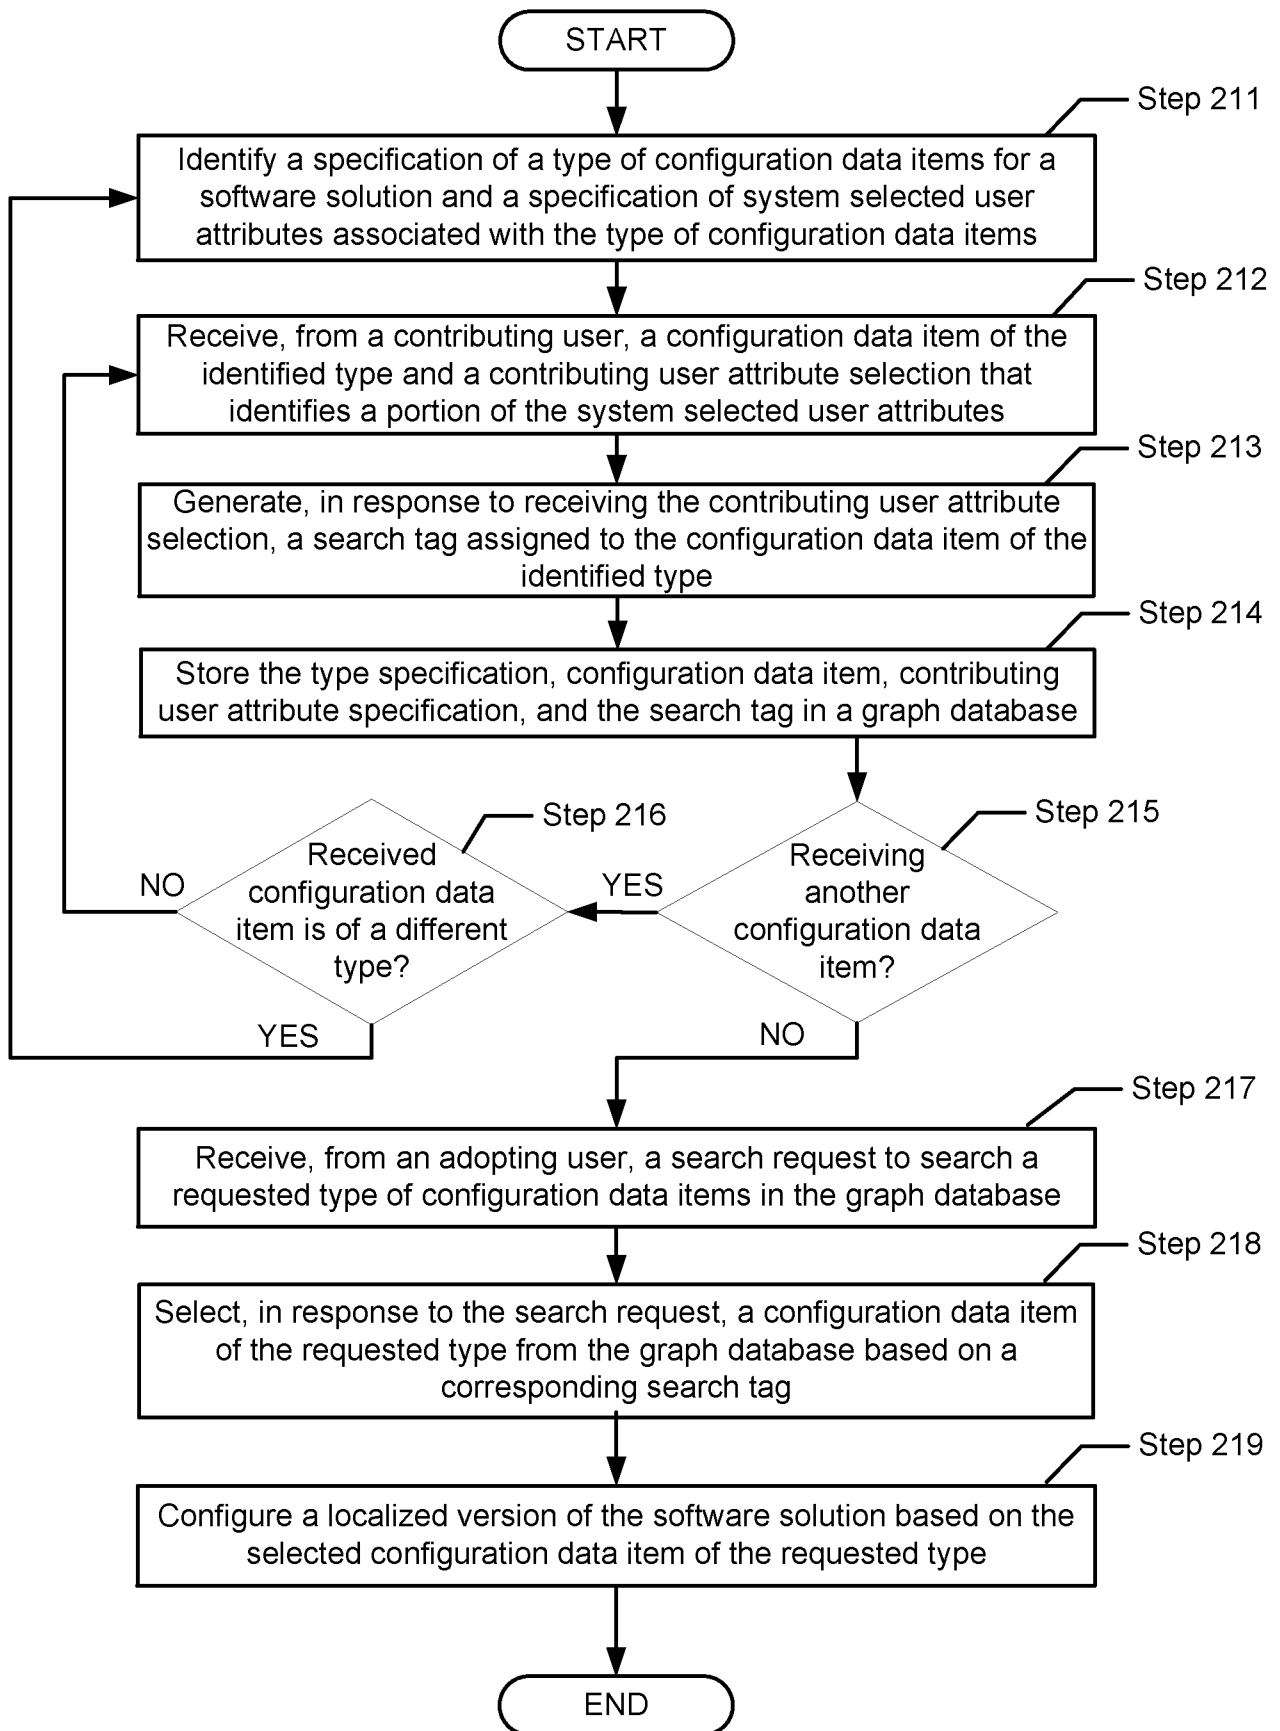 START
Step 211
Identify a specification of a type of configuration data items for a
software solution and a specification of system selected user
attributes associated with the type of configuration data items
Step 212
Receive, from a contributing user, a configuration data item of the
identified type and a contributing user attribute selection that
identifies a portion of the system selected user attributes
Step 213
Generate, in response to receiving the contributing user attribute
selection, a search tag assigned to the configuration data item of the
identified type
Step 214
Store the type specification, configuration data item, contributing
user attribute specification, and the search tag in a graph database
Step 215
Receiving
another
configuration data
item?
YES
Step 216
Received
configuration data
item is of a different
type?
NO
YES
NO
Step 217
Receive, from an adopting user, a search request to search a
requested type of configuration data items in the graph database
Step 218
Select, in response to the search request, a configuration data item
of the requested type from the graph database based on a
corresponding search tag
Step 219
Configure a localized version of the software solution based on the
selected configuration data item of the requested type
END